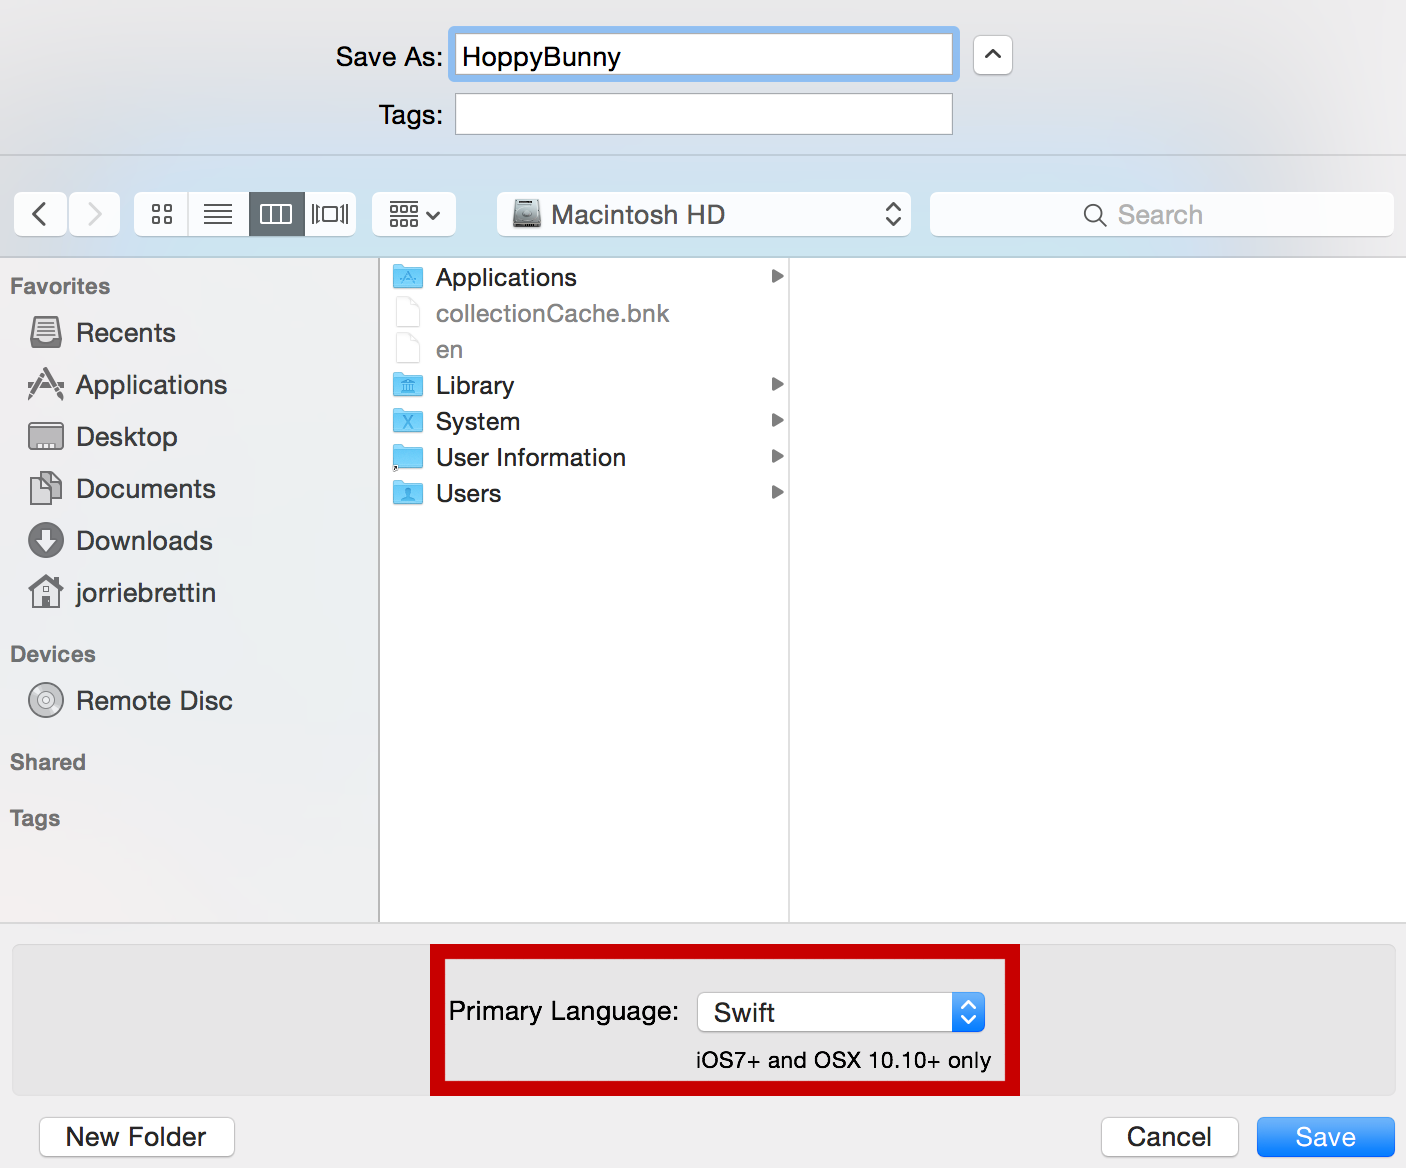 Save As: HoppyBunny
Tags:
Macintosh HD
Search
Favorites
Recents
Applications
Desktop
Documents
Downloads
jorriebrettin
Devices
Remote Disc
Shared
Tags
Applications
collectionCache.bnk
en
Library
System
User Information
Users
Primary Language: Swift
iOS7+ and OSX 10.10+ only
New Folder
Cancel
Save